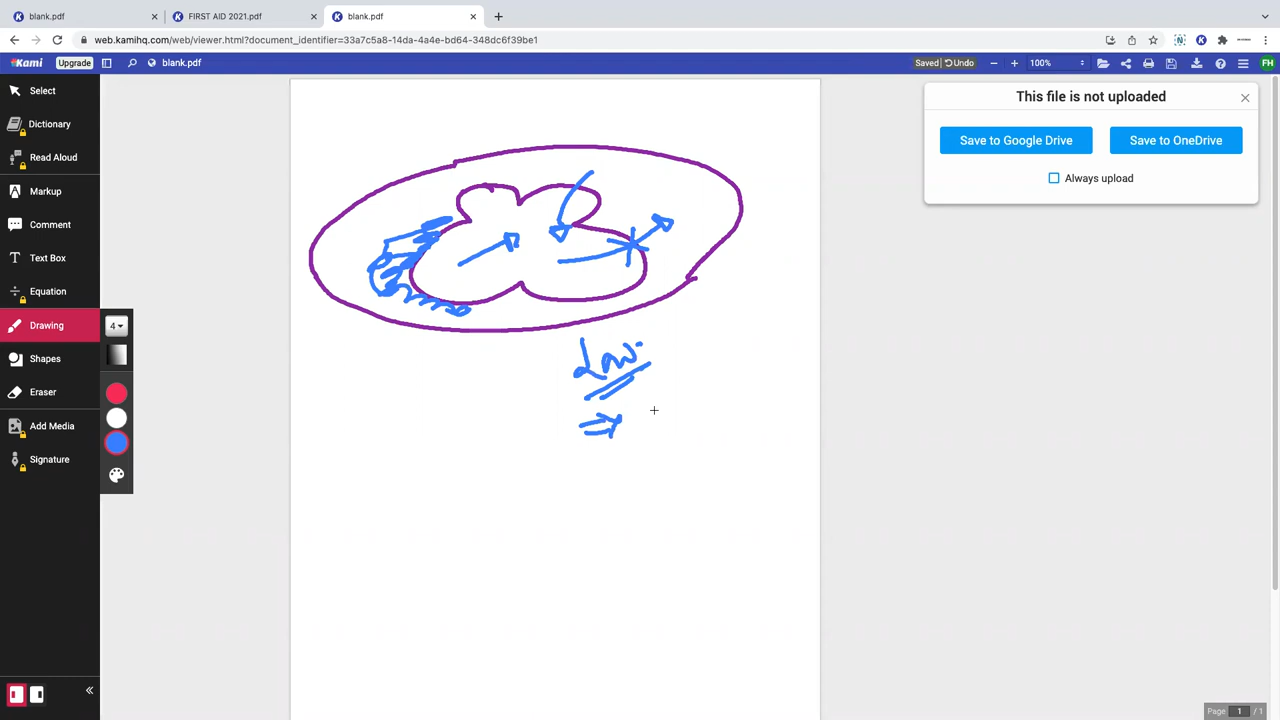 blank.pdf
FIRST AID 2021.pdf
blank.pdf
web.kamihq.com/web/viewer.html?document_identifier=33a7c5a8-14da-4a4e-bd64-348dc6f39be1
Kami
Upgrade
blank.pdf
Saved
Undo
100%
FH
Select
Dictionary
Read Aloud
Markup
Comment
Text Box
Equation
Drawing
Shapes
Eraser
Add Media
Signature
4
This file is not uploaded
Save to Google Drive
Save to OneDrive
Always upload
Page 1 / 1